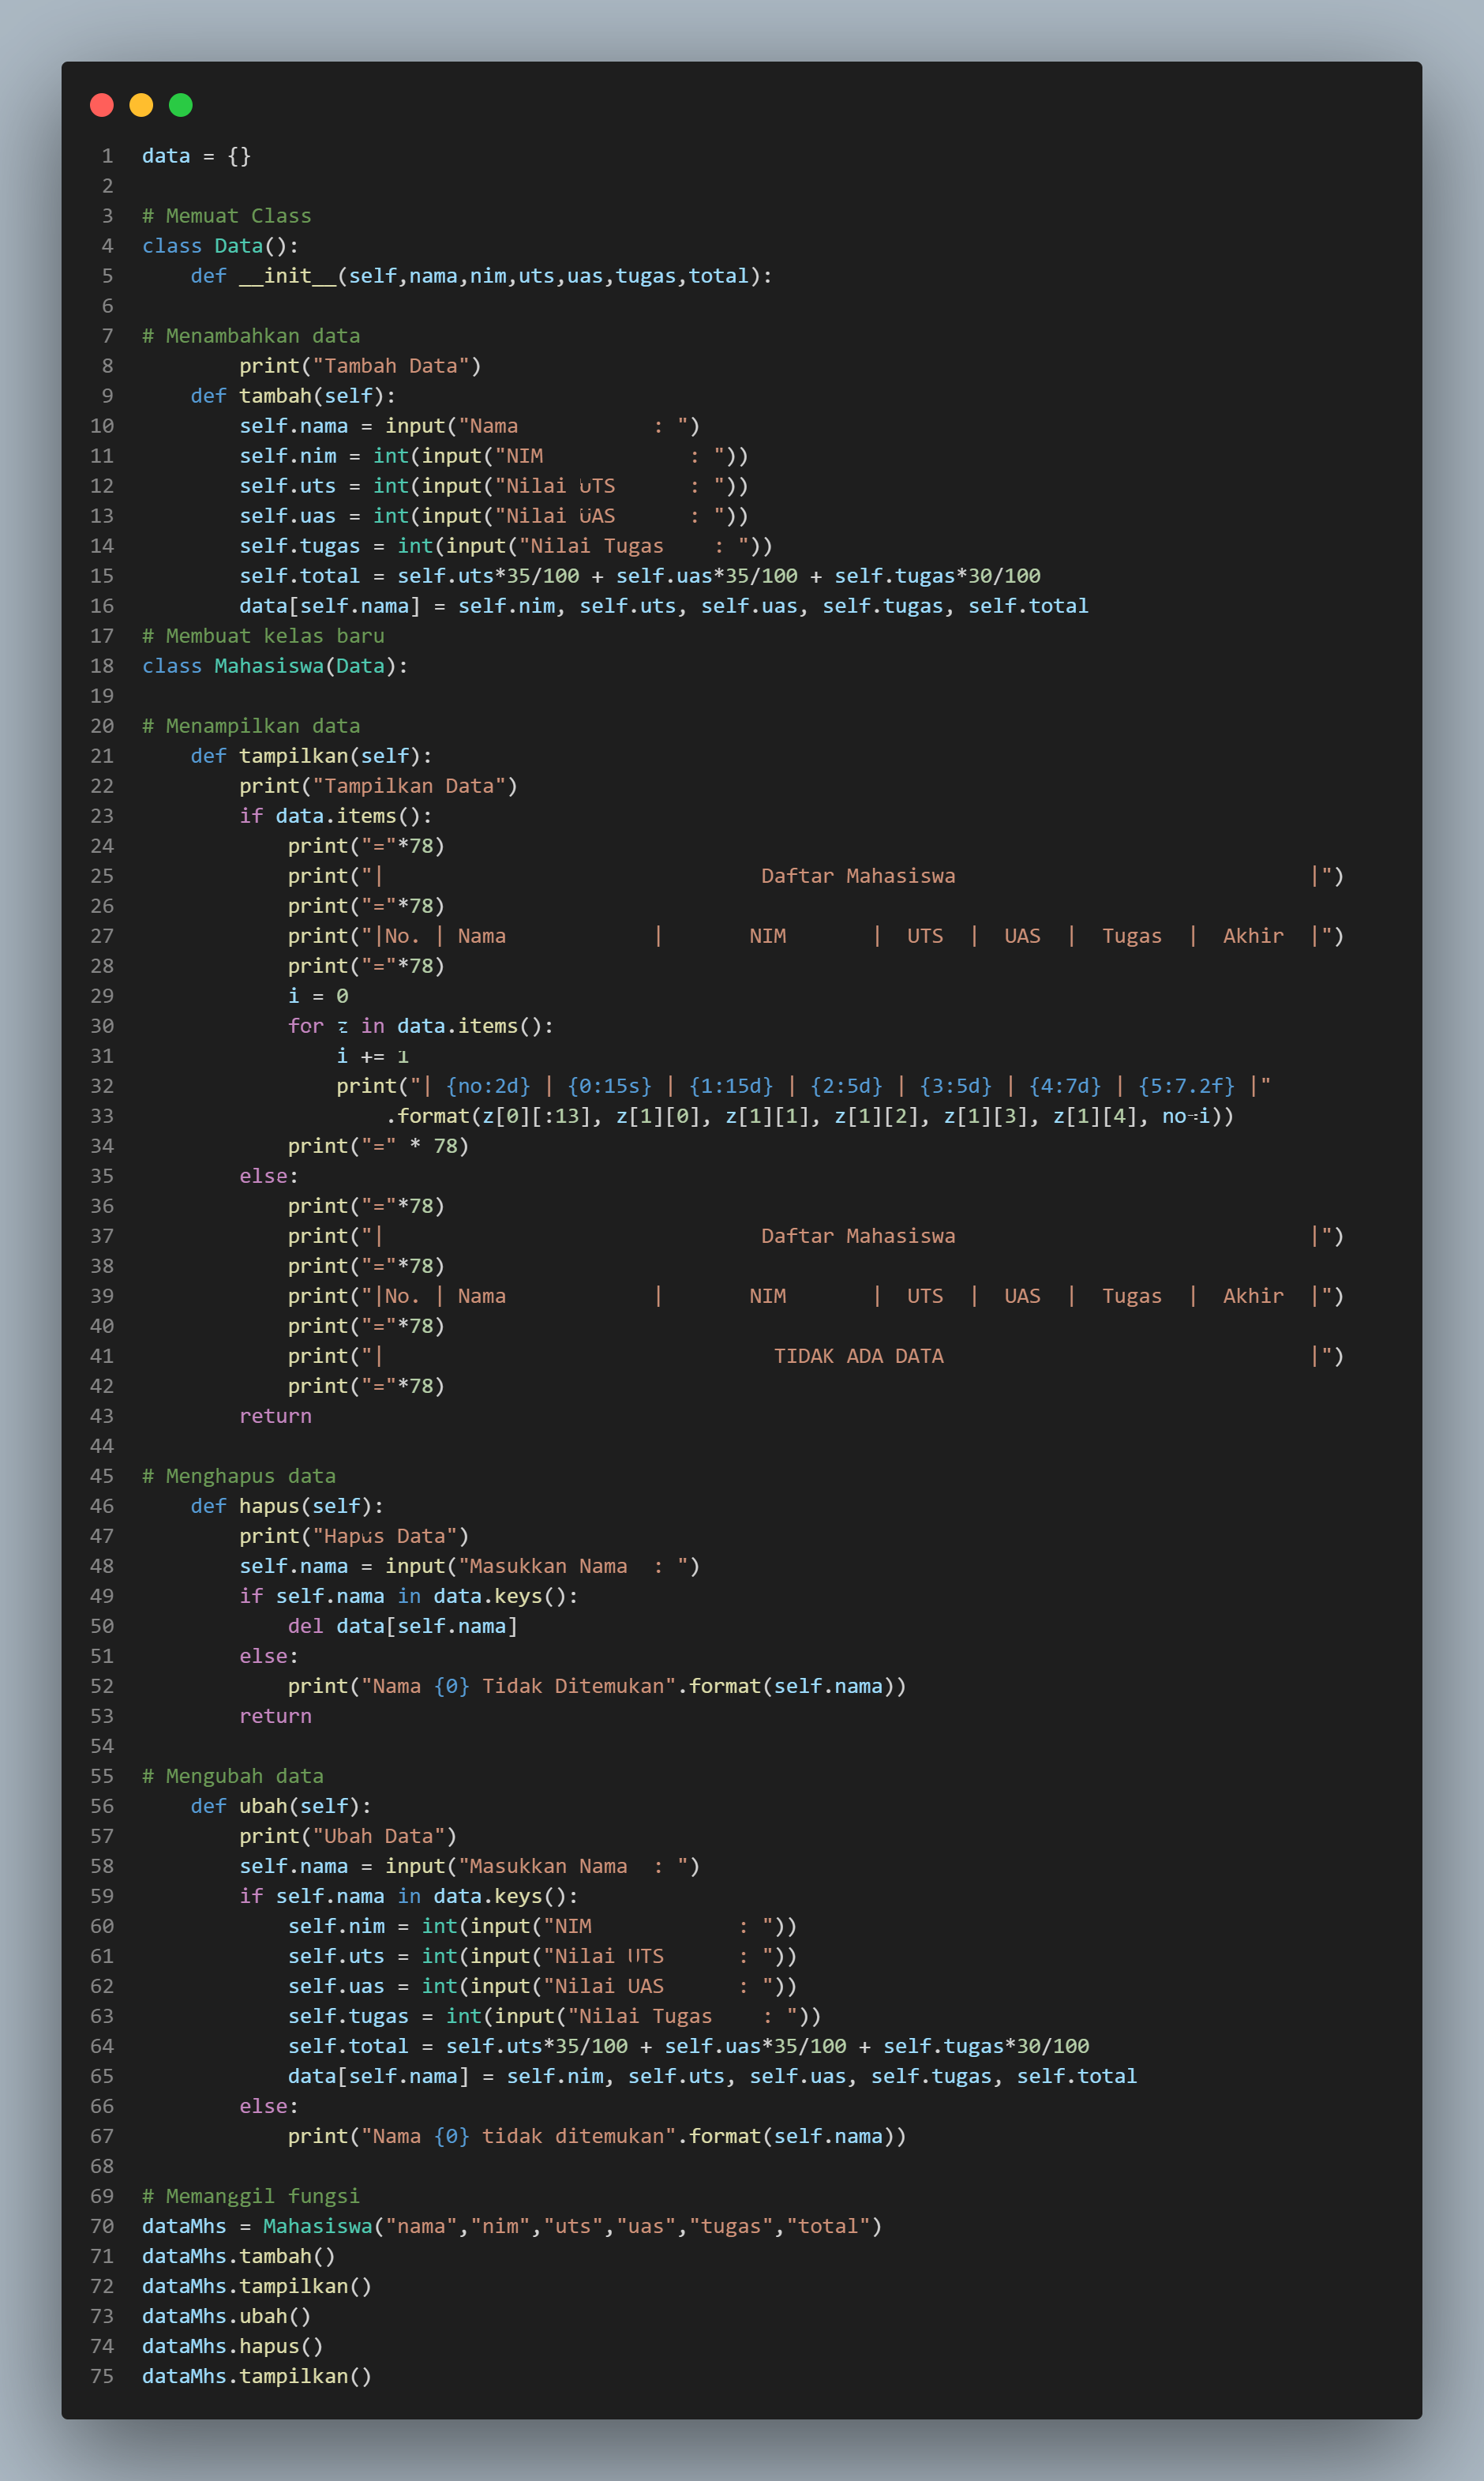 1 data = {}
2
3 # Memuat Class
4 class Data():
5     def __init__(self,nama,nim,uts,uas,tugas,total):
6
7 # Menambahkan data
8         print("Tambah Data")
9     def tambah(self):
10         self.nama = input("Nama           : ")
11         self.nim = int(input("NIM            : "))
12         self.uts = int(input("Nilai UTS      : "))
13         self.uas = int(input("Nilai UAS      : "))
14         self.tugas = int(input("Nilai Tugas    : "))
15         self.total = self.uts*35/100 + self.uas*35/100 + self.tugas*30/100
16         data[self.nama] = self.nim, self.uts, self.uas, self.tugas, self.total
17 # Membuat kelas baru
18 class Mahasiswa(Data):
19
20 # Menampilkan data
21     def tampilkan(self):
22         print("Tampilkan Data")
23         if data.items():
24             print("="*78)
25             print("|                               Daftar Mahasiswa                             |")
26             print("="*78)
27             print("|No. | Nama            |       NIM       |  UTS  |  UAS  |  Tugas  |  Akhir  |")
28             print("="*78)
29             i = 0
30             for z in data.items():
31                 i += 1
32                 print("| {no:2d} | {0:15s} | {1:15d} | {2:5d} | {3:5d} | {4:7d} | {5:7.2f} |"
33                     .format(z[0][:13], z[1][0], z[1][1], z[1][2], z[1][3], z[1][4], no=i))
34             print("=" * 78)
35         else:
36             print("="*78)
37             print("|                               Daftar Mahasiswa                             |")
38             print("="*78)
39             print("|No. | Nama            |       NIM       |  UTS  |  UAS  |  Tugas  |  Akhir  |")
40             print("="*78)
41             print("|                                TIDAK ADA DATA                              |")
42             print("="*78)
43         return
44
45 # Menghapus data
46     def hapus(self):
47         print("Hapus Data")
48         self.nama = input("Masukkan Nama  : ")
49         if self.nama in data.keys():
50             del data[self.nama]
51         else:
52             print("Nama {0} Tidak Ditemukan".format(self.nama))
53         return
54
55 # Mengubah data
56     def ubah(self):
57         print("Ubah Data")
58         self.nama = input("Masukkan Nama  : ")
59         if self.nama in data.keys():
60             self.nim = int(input("NIM            : "))
61             self.uts = int(input("Nilai UTS      : "))
62             self.uas = int(input("Nilai UAS      : "))
63             self.tugas = int(input("Nilai Tugas    : "))
64             self.total = self.uts*35/100 + self.uas*35/100 + self.tugas*30/100
65             data[self.nama] = self.nim, self.uts, self.uas, self.tugas, self.total
66         else:
67             print("Nama {0} tidak ditemukan".format(self.nama))
68
69 # Memanggil fungsi
70 dataMhs = Mahasiswa("nama","nim","uts","uas","tugas","total")
71 dataMhs.tambah()
72 dataMhs.tampilkan()
73 dataMhs.ubah()
74 dataMhs.hapus()
75 dataMhs.tampilkan()